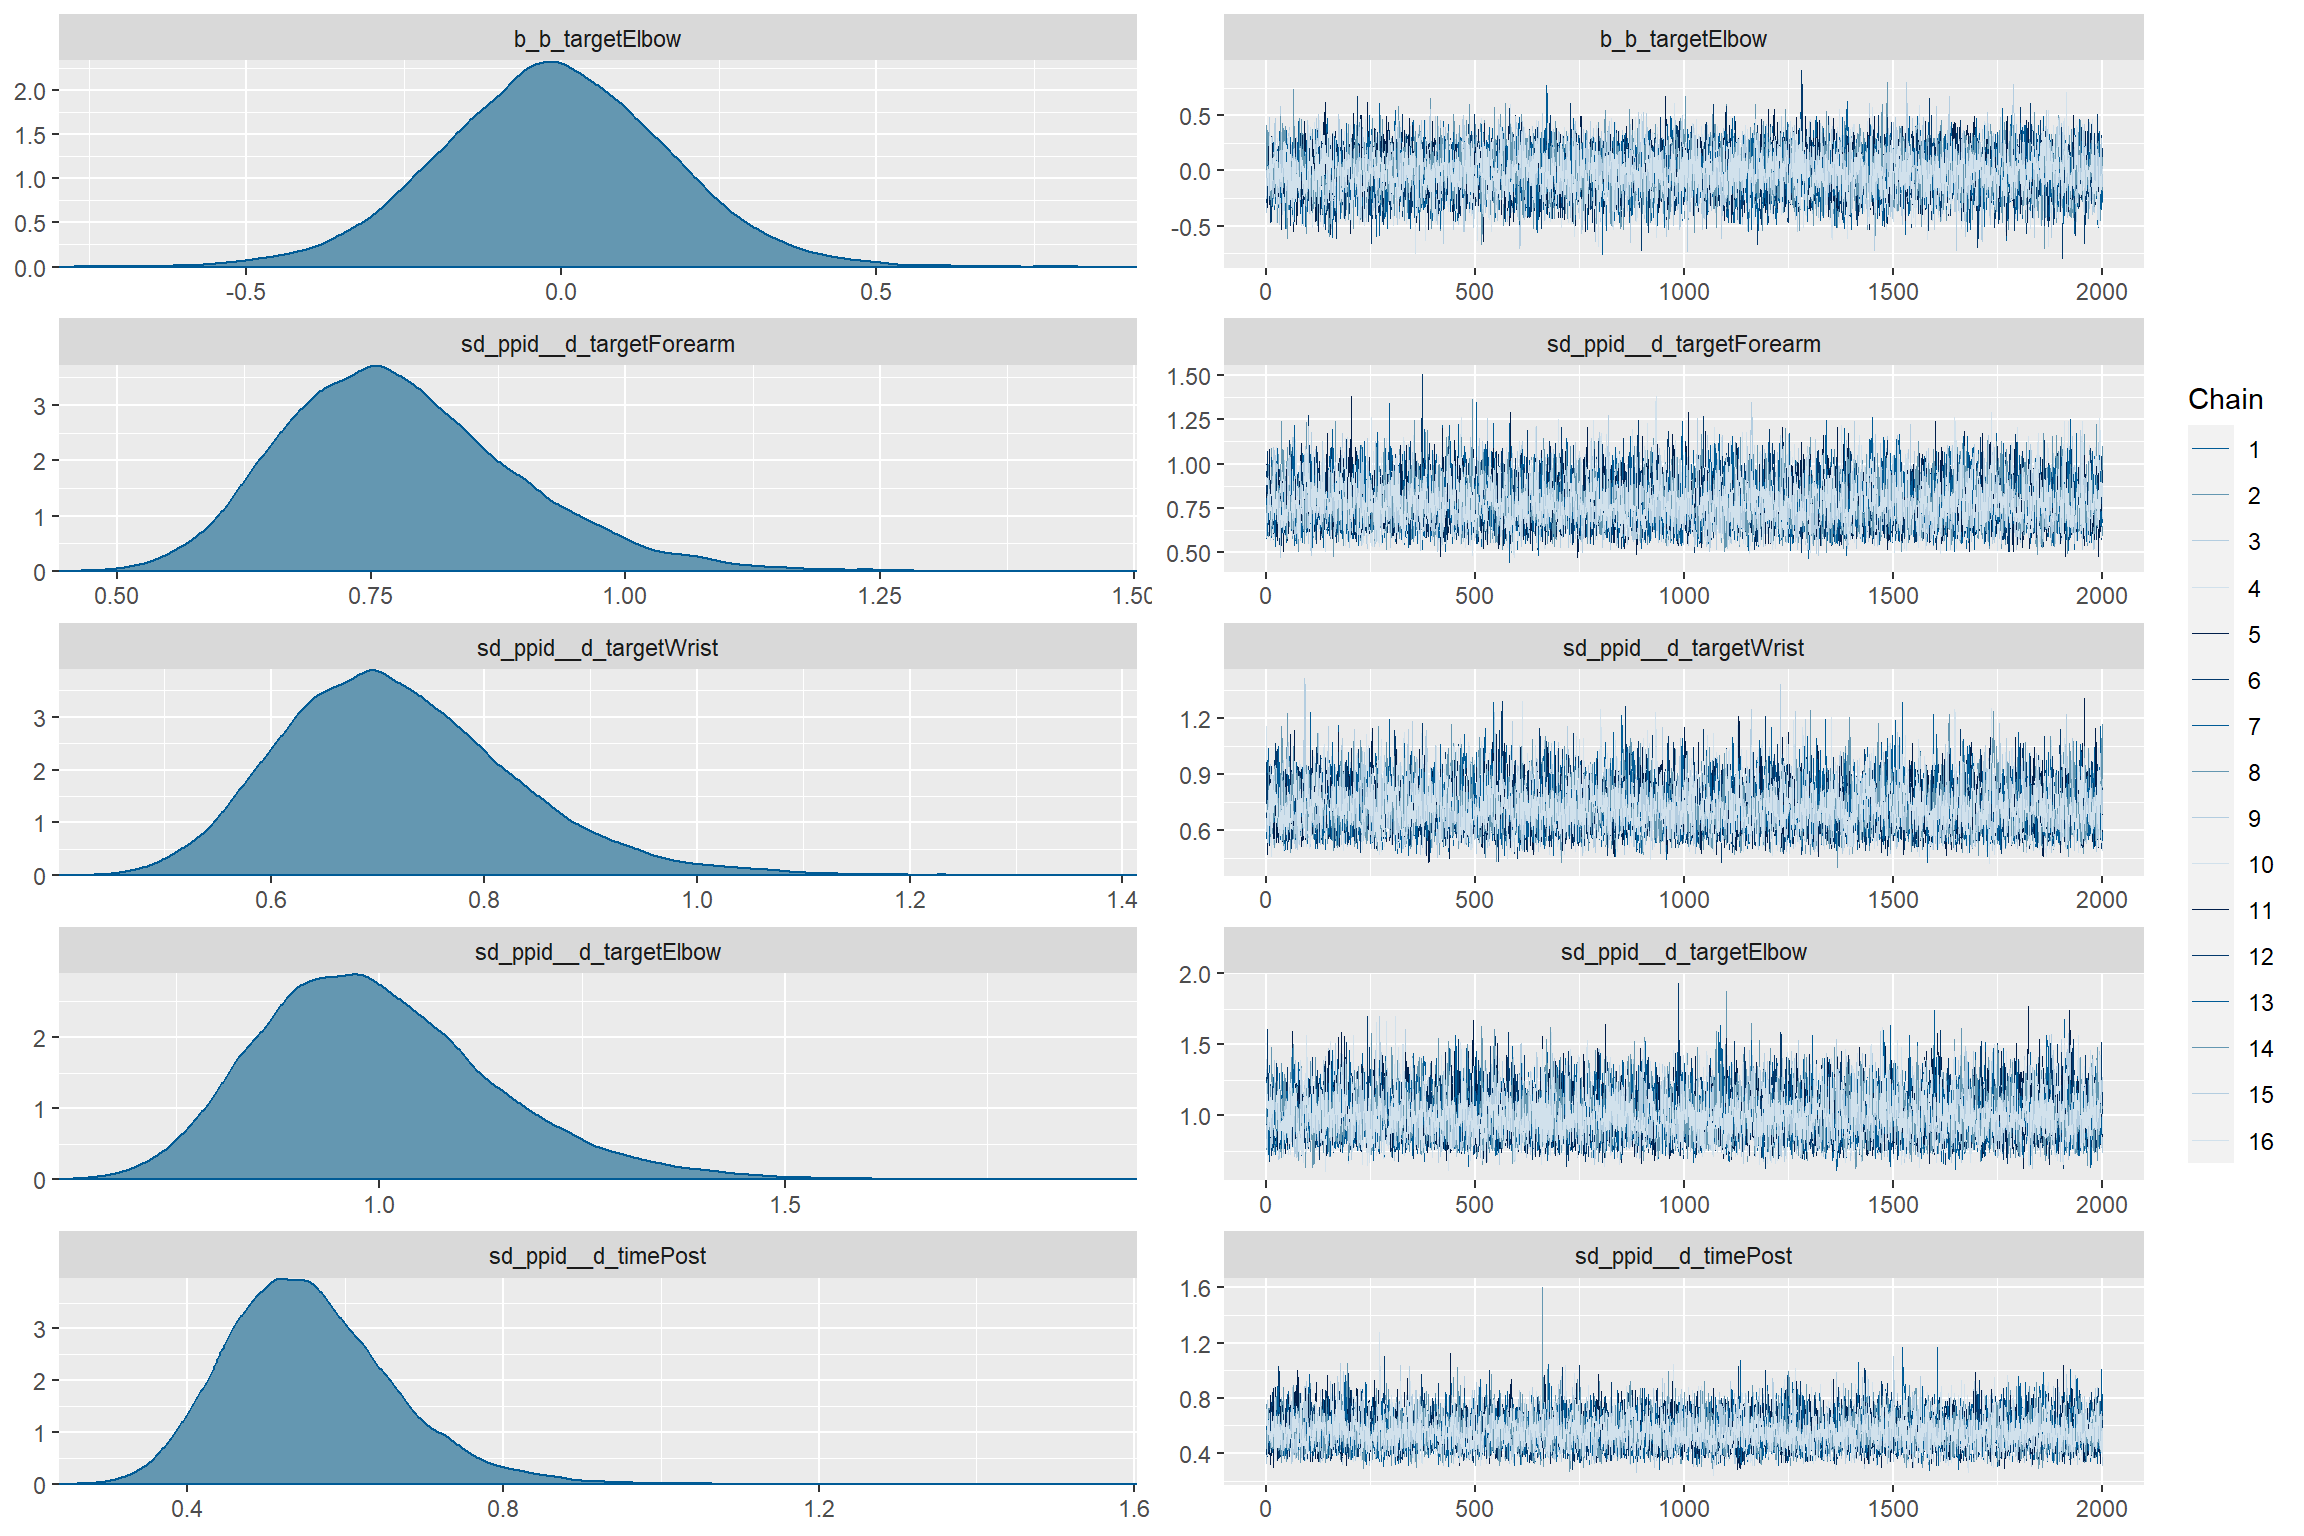 b_b_targetElbow
2.0
1.5
1.0
0.5
0.0
-0.5 0.0 0.5
b_b_targetElbow
0.5
0.0
-0.5
0 500 1000 1500 2000
sd_ppid__d_targetForearm
3
2
1
0
0.50 0.75 1.00 1.25 1.50
sd_ppid__d_targetForearm
1.50
1.25
1.00
0.75
0.50
0 500 1000 1500 2000
sd_ppid__d_targetWrist
3
2
1
0
0.6 0.8 1.0 1.2 1.4
sd_ppid__d_targetWrist
1.2
0.9
0.6
0 500 1000 1500 2000
sd_ppid__d_targetElbow
2
1
0
1.0 1.5
sd_ppid__d_targetElbow
2.0
1.5
1.0
0 500 1000 1500 2000
sd_ppid__d_timePost
3
2
1
0
0.4 0.8 1.2 1.6
sd_ppid__d_timePost
1.6
1.2
0.8
0.4
0 500 1000 1500 2000
Chain
1
2
3
4
5
6
7
8
9
10
11
12
13
14
15
16